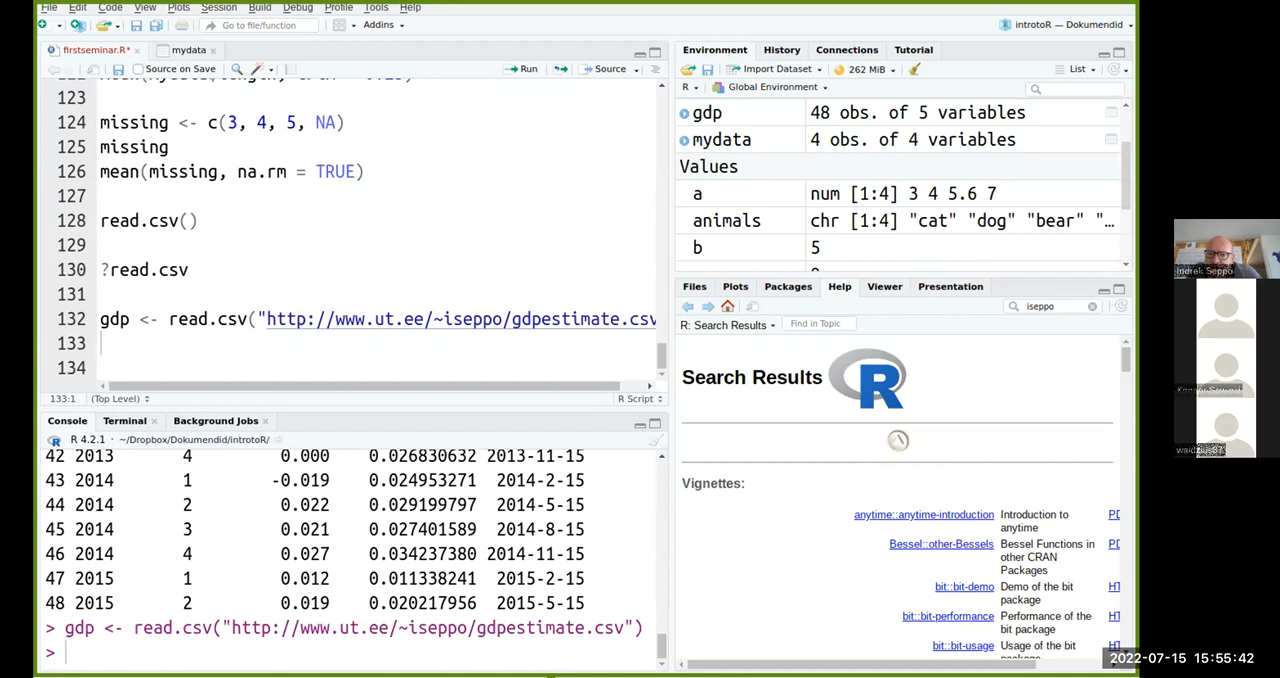 File Edit Code View Plots Session Build Debug Profile Tools Help
Go to file/function Addins introtoR — Dokumendid
firstseminar.R* mydata
Source on Save Run Source
123
124 missing <- c(3, 4, 5, NA)
125 missing
126 mean(missing, na.rm = TRUE)
127
128 read.csv()
129
130 ?read.csv
131
132 gdp <- read.csv("http://www.ut.ee/~iseppo/gdpestimate.csv
133
134
133:1 (Top Level) R Script
Console Terminal Background Jobs
R 4.2.1 · ~/Dropbox/Dokumendid/introtoR/
42 2013 4 0.000 0.026830632 2013-11-15
43 2014 1 -0.019 0.024953271 2014-2-15
44 2014 2 0.022 0.029199797 2014-5-15
45 2014 3 0.021 0.027401589 2014-8-15
46 2014 4 0.027 0.034237380 2014-11-15
47 2015 1 0.012 0.011338241 2015-2-15
48 2015 2 0.019 0.020217956 2015-5-15
> gdp <- read.csv("http://www.ut.ee/~iseppo/gdpestimate.csv")
>
Environment History Connections Tutorial
Import Dataset 262 MiB List
R Global Environment
gdp 48 obs. of 5 variables
mydata 4 obs. of 4 variables
Values
a num [1:4] 3 4 5.6 7
animals chr [1:4] "cat" "dog" "bear" "…
b 5
Files Plots Packages Help Viewer Presentation
iseppo
R: Search Results Find in Topic
Search Results R
Vignettes:
anytime::anytime-introduction Introduction to anytime PD
Bessel::other-Bessels Bessel Functions in other CRAN Packages PD
bit::bit-demo Demo of the bit package HT
bit::bit-performance Performance of the bit package HT
bit::bit-usage Usage of the bit HT
Indrek Seppo
2022-07-15 15:55:42